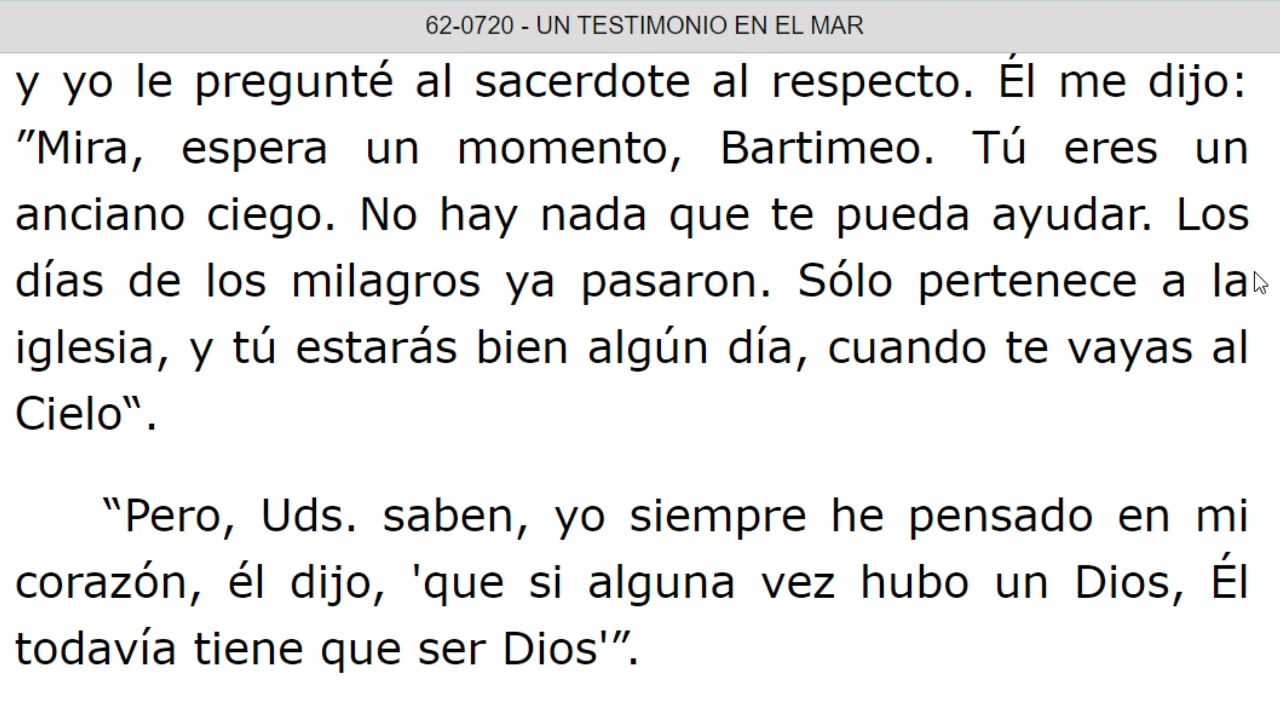 62-0720 - UN TESTIMONIO EN EL MAR
y yo le pregunté al sacerdote al respecto. Él me dijo:
”Mira, espera un momento, Bartimeo. Tú eres un
anciano ciego. No hay nada que te pueda ayudar. Los
días de los milagros ya pasaron. Sólo pertenece a la
iglesia, y tú estarás bien algún día, cuando te vayas al
Cielo“.
“Pero, Uds. saben, yo siempre he pensado en mi
corazón, él dijo, 'que si alguna vez hubo un Dios, Él
todavía tiene que ser Dios'”.